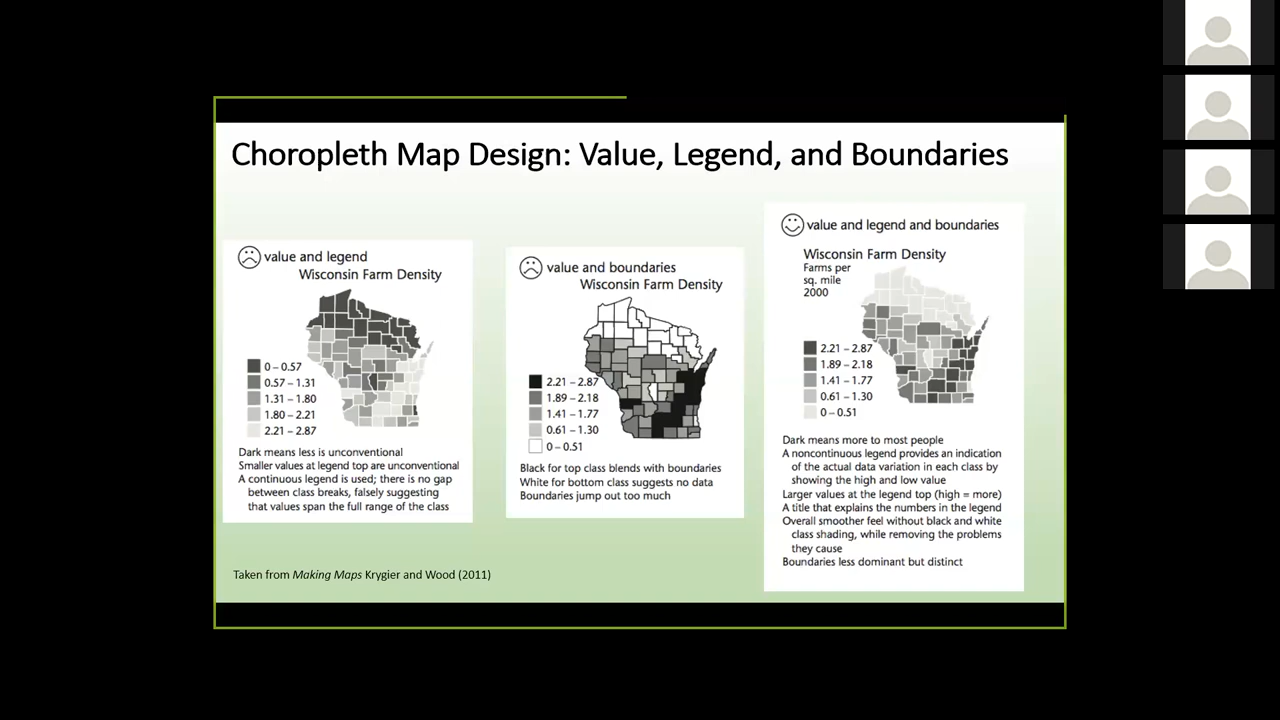 Choropleth Map Design: Value, Legend, and Boundaries
value and legend
Wisconsin Farm Density
0 – 0.57
0.57 – 1.31
1.31 – 1.80
1.80 – 2.21
2.21 – 2.87
Dark means less is unconventional
Smaller values at legend top are unconventional
A continuous legend is used; there is no gap
between class breaks, falsely suggesting
that values span the full range of the class
value and boundaries
Wisconsin Farm Density
2.21 – 2.87
1.89 – 2.18
1.41 – 1.77
0.61 – 1.30
0 – 0.51
Black for top class blends with boundaries
White for bottom class suggests no data
Boundaries jump out too much
value and legend and boundaries
Wisconsin Farm Density
Farms per
sq. mile
2000
2.21 – 2.87
1.89 – 2.18
1.41 – 1.77
0.61 – 1.30
0 – 0.51
Dark means more to most people
A noncontinuous legend provides an indication
of the actual data variation in each class by
showing the high and low value
Larger values at the legend top (high = more)
A title that explains the numbers in the legend
Overall smoother feel without black and white
class shading, while removing the problems
they cause
Boundaries less dominant but distinct
Taken from Making Maps Krygier and Wood (2011)